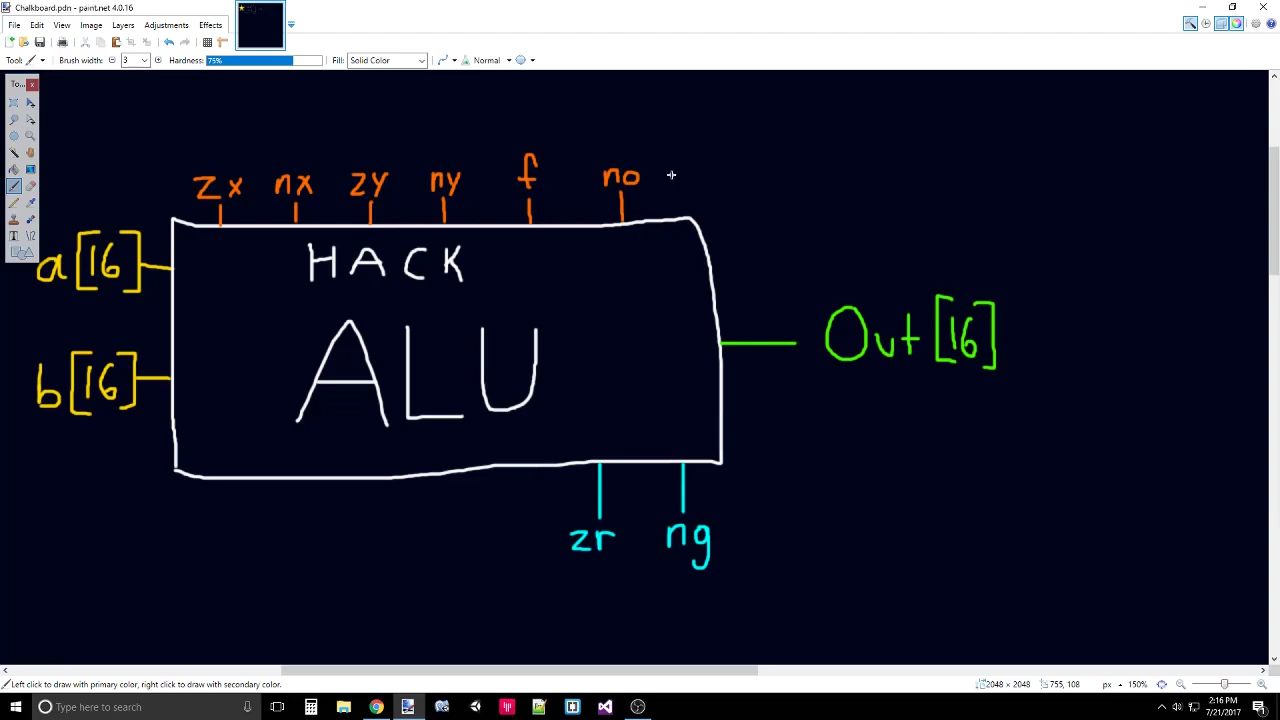 Chalkboard.pdn - paint.net 4.0.16
File Edit View Image Layers Adjustments Effects
Tool: Brush width: 3 Hardness: 75% Fill: Solid Color Normal
To... x
zx nx zy ny f no
HACK
a[16]
ALU
Out[16]
b[16]
zr ng
Left click to draw with primary color, right click to draw with secondary color.
2048 × 2048 755, 108 px 150%
Type here to search
2:16 PM
7/21/2017